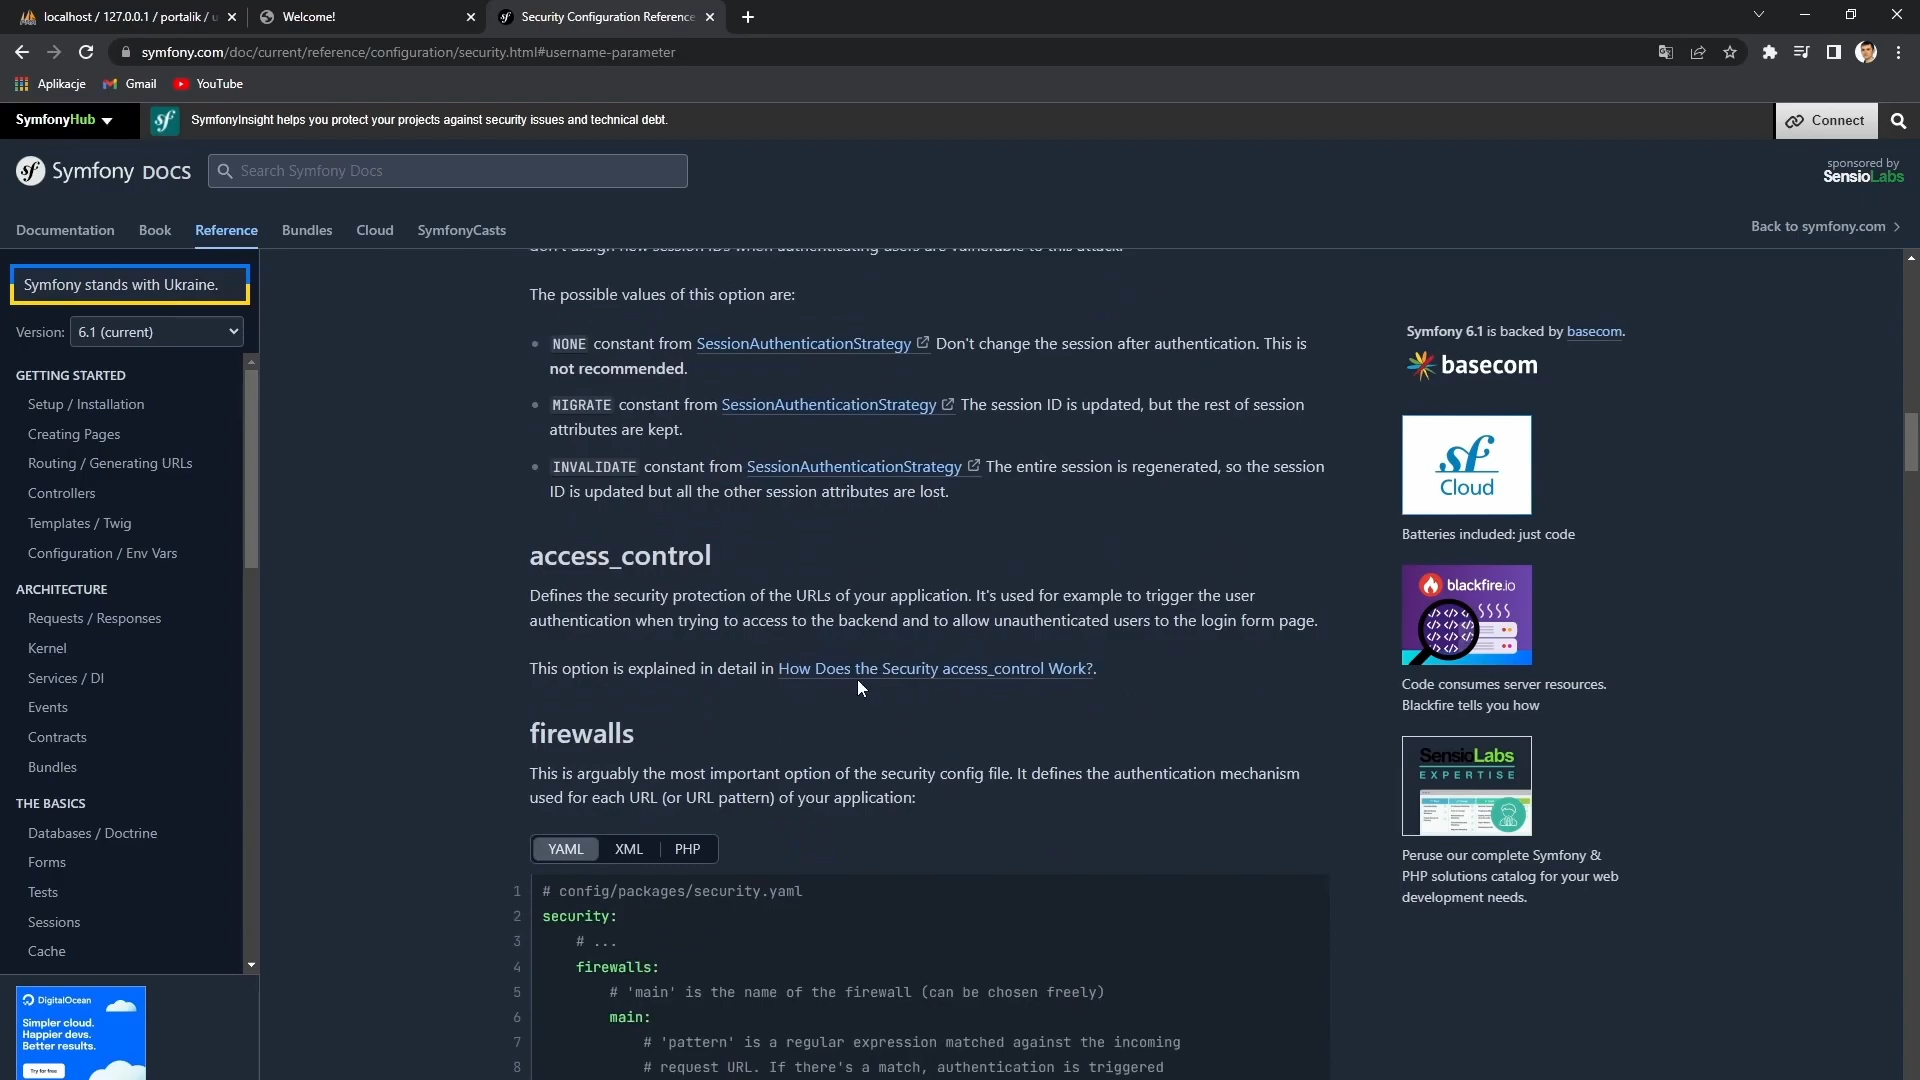 localhost / 127.0.0.1 / portalik / u
Welcome!
Security Configuration Reference
symfony.com/doc/current/reference/configuration/security.html#username-parameter
Aplikacje
Gmail
YouTube
SymfonyHub
SymfonyInsight helps you protect your projects against security issues and technical debt.
Connect
Symfony DOCS
Search Symfony Docs
sponsored by
SensioLabs
Documentation
Book
Reference
Bundles
Cloud
SymfonyCasts
Back to symfony.com
Symfony stands with Ukraine.
Version:
6.1 (current)
GETTING STARTED
Setup / Installation
Creating Pages
Routing / Generating URLs
Controllers
Templates / Twig
Configuration / Env Vars
ARCHITECTURE
Requests / Responses
Kernel
Services / DI
Events
Contracts
Bundles
THE BASICS
Databases / Doctrine
Forms
Tests
Sessions
Cache
DigitalOcean
Simpler cloud.
Happier devs.
Better results.
Try for free
don't assign new session IDs when authenticating users are vulnerable to this attack.
The possible values of this option are:
NONE constant from SessionAuthenticationStrategy Don't change the session after authentication. This is
not recommended.
MIGRATE constant from SessionAuthenticationStrategy The session ID is updated, but the rest of session
attributes are kept.
INVALIDATE constant from SessionAuthenticationStrategy The entire session is regenerated, so the session
ID is updated but all the other session attributes are lost.
access_control
Defines the security protection of the URLs of your application. It's used for example to trigger the user
authentication when trying to access to the backend and to allow unauthenticated users to the login form page.
This option is explained in detail in How Does the Security access_control Work?.
firewalls
This is arguably the most important option of the security config file. It defines the authentication mechanism
used for each URL (or URL pattern) of your application:
YAML
XML
PHP
1 # config/packages/security.yaml
2 security:
3 # ...
4 firewalls:
5 # 'main' is the name of the firewall (can be chosen freely)
6 main:
7 # 'pattern' is a regular expression matched against the incoming
8 # request URL. If there's a match, authentication is triggered
Symfony 6.1 is backed by basecom.
basecom
sf
Cloud
Batteries included: just code
blackfire.io
Code consumes server resources.
Blackfire tells you how
SensioLabs
EXPERTISE
Peruse our complete Symfony &
PHP solutions catalog for your web
development needs.